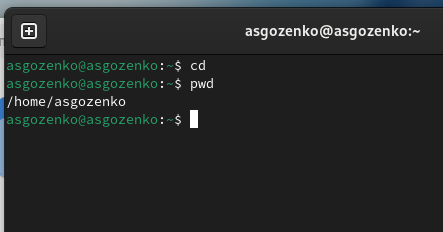 asgozenko@asgozenko:~
asgozenko@asgozenko:~$ cd
asgozenko@asgozenko:~$ pwd
/home/asgozenko
asgozenko@asgozenko:~$